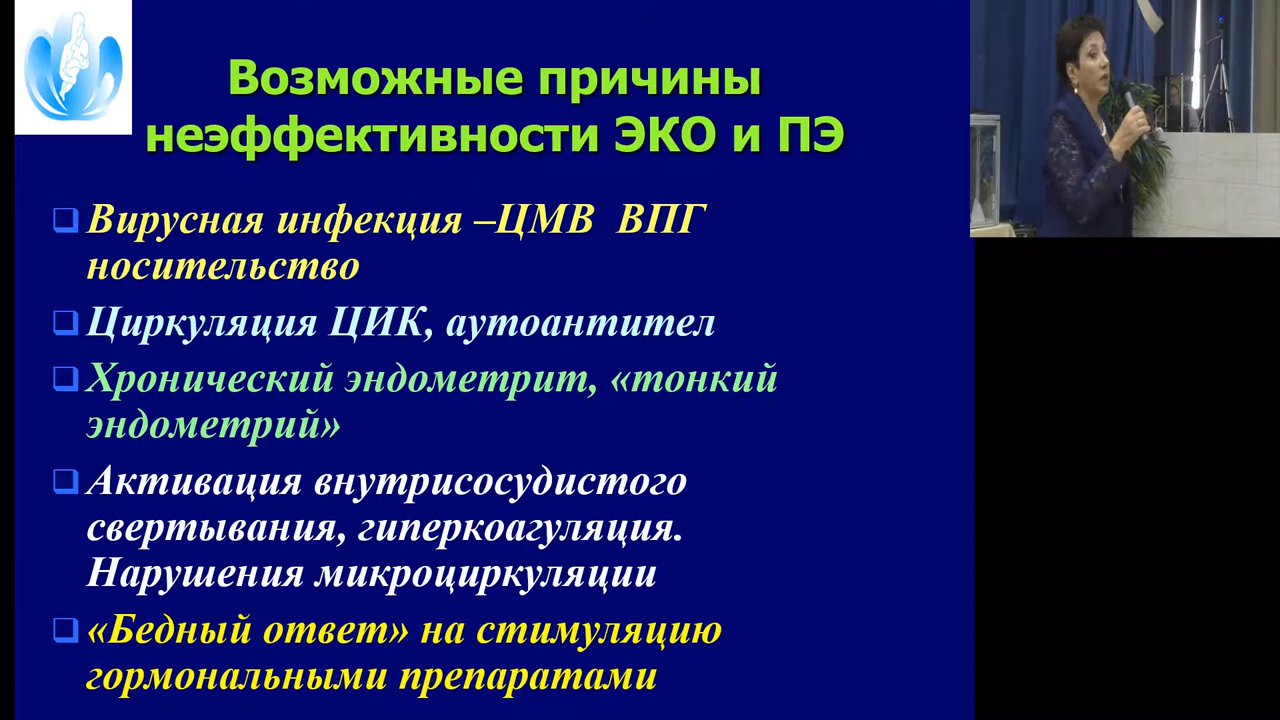 Возможные причины
неэффективности ЭКО и ПЭ
Вирусная инфекция –ЦМВ ВПГ
носительство
Циркуляция ЦИК, аутоантител
Хронический эндометрит, «тонкий
эндометрий»
Активация внутрисосудистого
свертывания, гиперкоагуляция.
Нарушения микроциркуляции
«Бедный ответ» на стимуляцию
гормональными препаратами